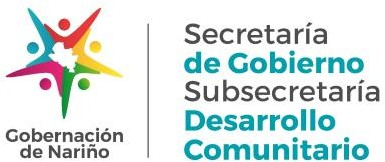 Gobernación
de Nariño
Secretaría
de Gobierno
Subsecretaría
Desarrollo
Comunitario